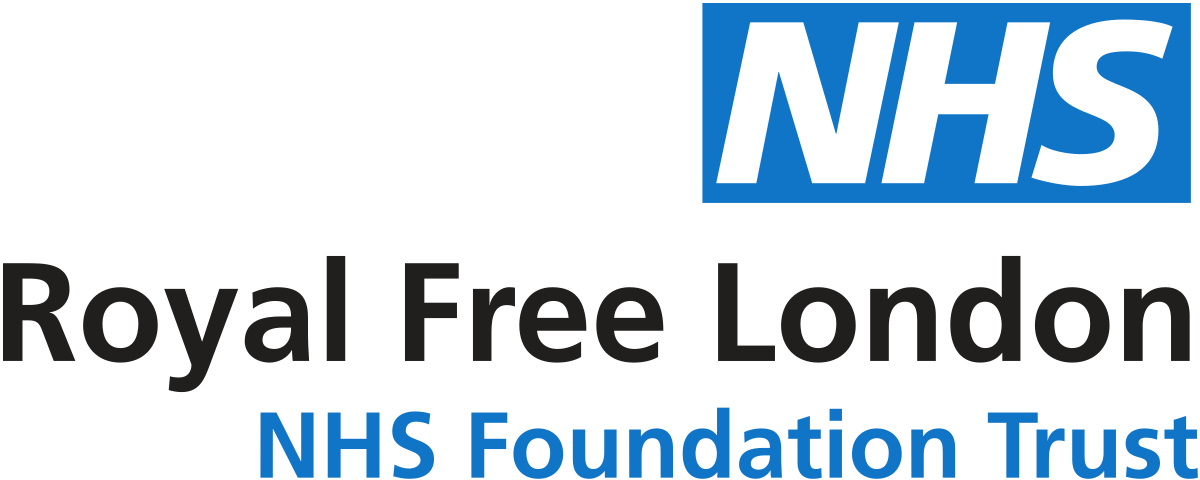 NHS
Royal Free London
NHS Foundation Trust